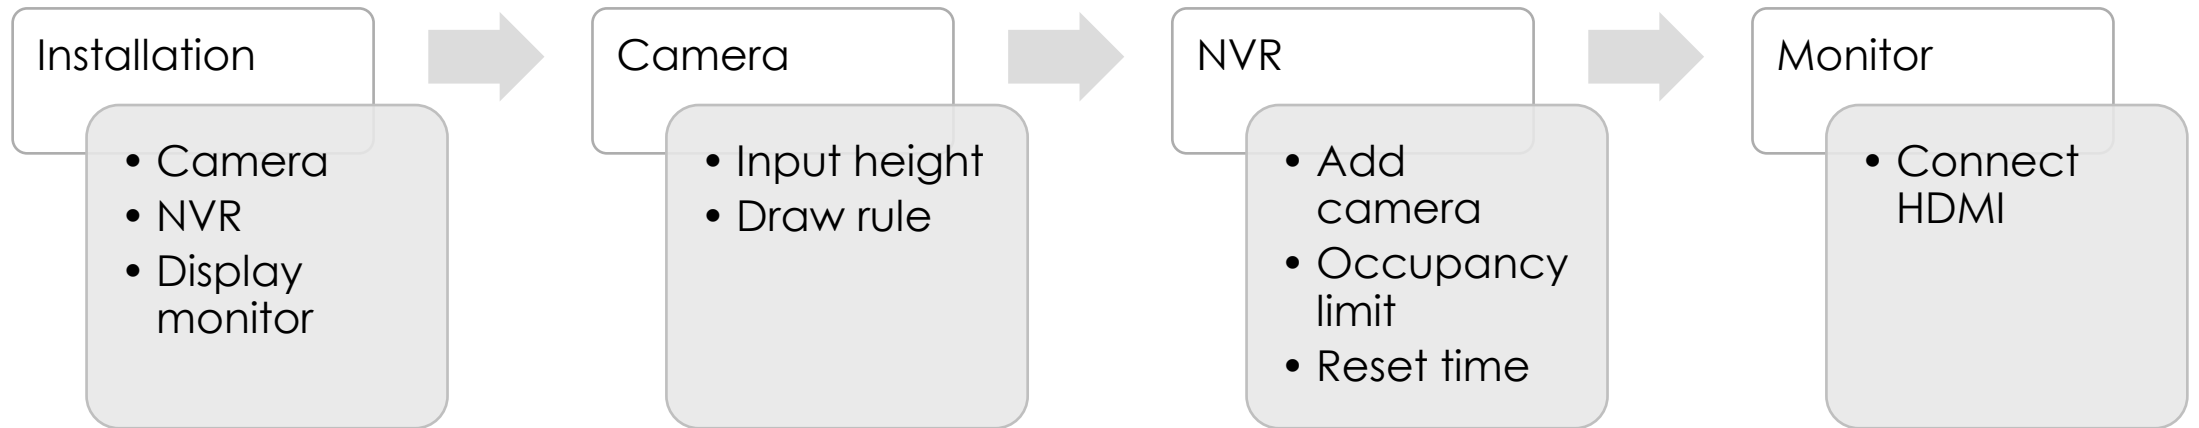 Installation
• Camera
• NVR
• Display
monitor
Camera
• Input height
• Draw rule
NVR
• Add
camera
• Occupancy
limit
• Reset time
Monitor
• Connect
HDMI